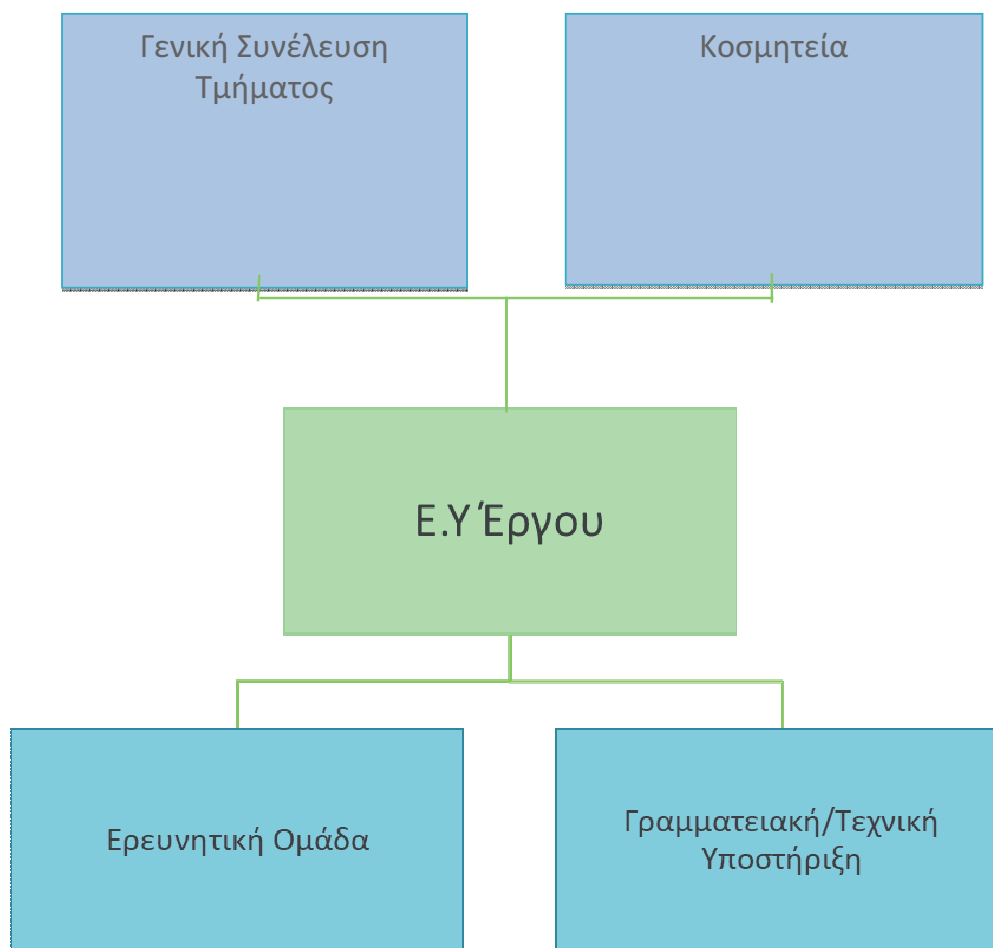 Γενική Συνέλευση
Τμήματος
Κοσμητεία
Ε.Υ Έργου
Ερευνητική Ομάδα
Γραμματειακή/Τεχνική
Υποστήριξη